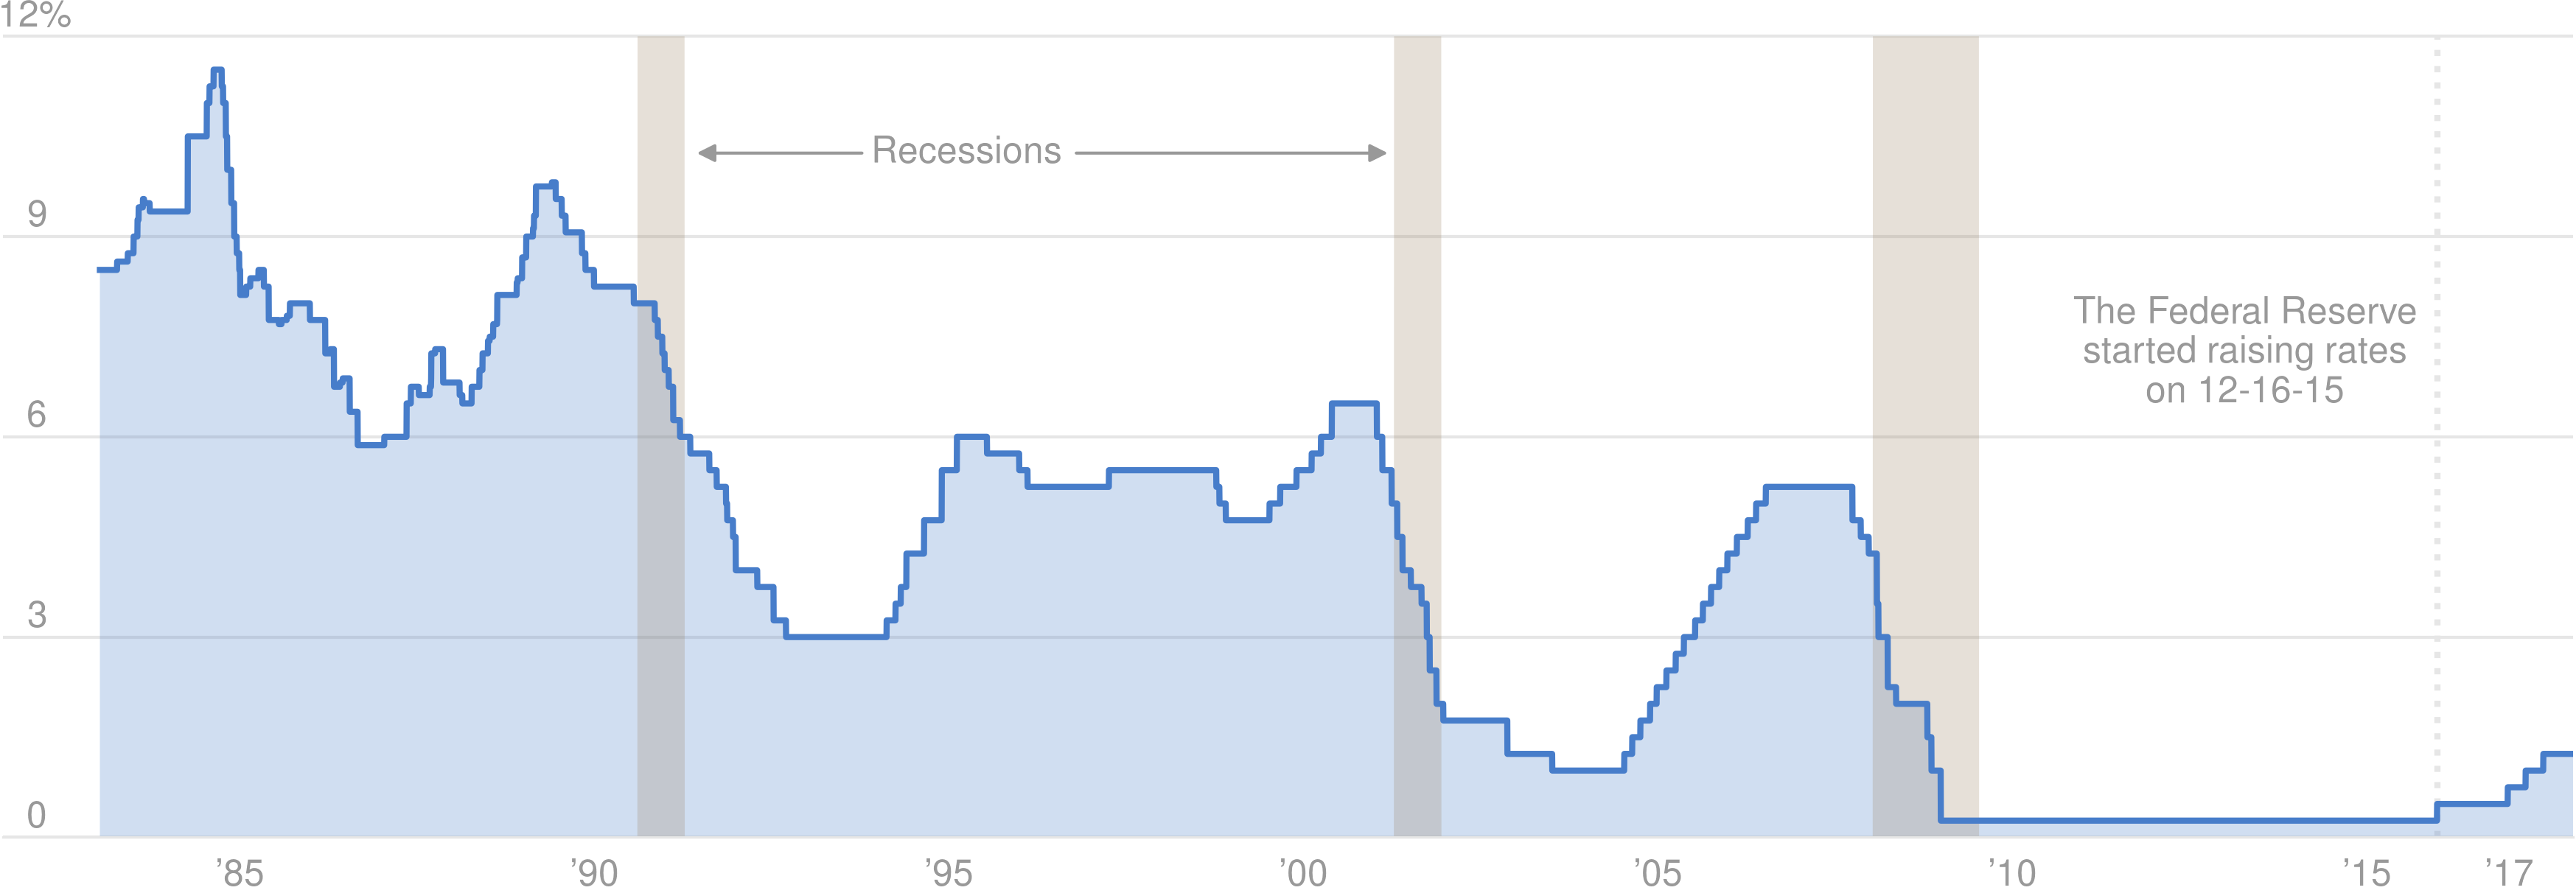 12%
Recessions
9
The Federal Reserve
started raising rates
on 12-16-15
6
3
0
’85 ’90 ’95 ’00 ’05 ’10 ’15 ’17